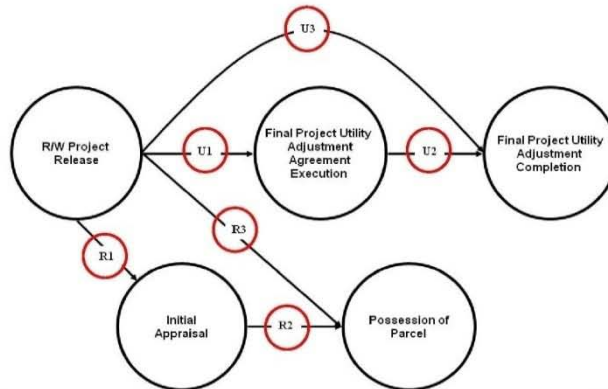 U3
R/W Project
Release
U1
Final Project Utility
Adjustment
Agreement
Execution
U2
Final Project Utility
Adjustment
Completion
R3
R1
Initial
Appraisal
R2
Possession of
Parcel